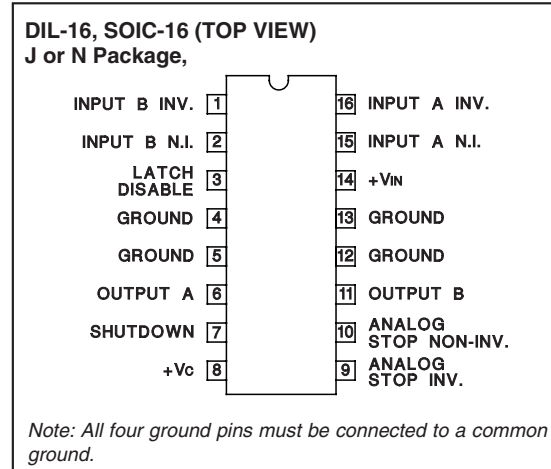 DIL-16, SOIC-16 (TOP VIEW)
J or N Package,
INPUT B INV. 1 16 INPUT A INV.
INPUT B N.I. 2 15 INPUT A N.I.
LATCH
DISABLE 3 14 +VIN
GROUND 4 13 GROUND
GROUND 5 12 GROUND
OUTPUT A 6 11 OUTPUT B
SHUTDOWN 7 10 ANALOG
STOP NON-INV.
+VC 8 9 ANALOG
STOP INV.
Note: All four ground pins must be connected to a common
ground.